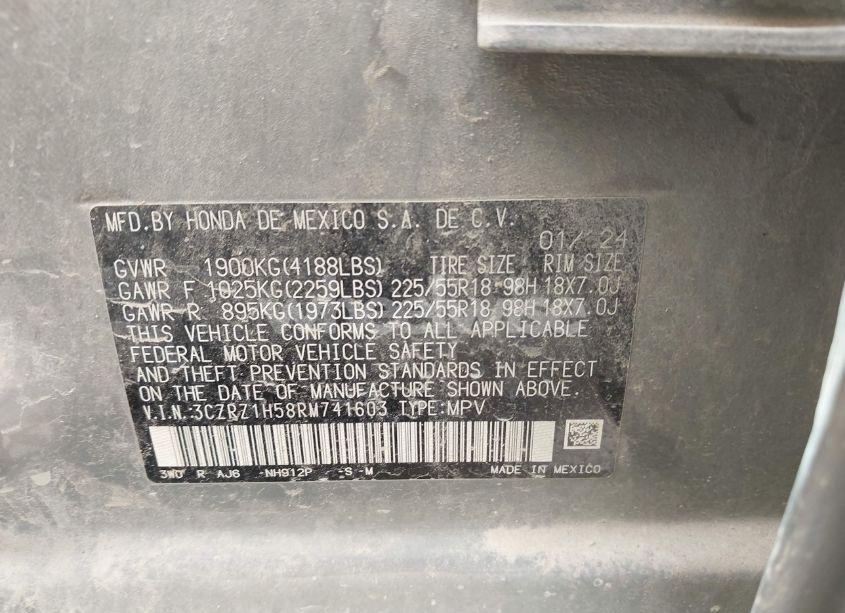 MFD.BY HONDA DE MEXICO S.A. DE C.V.
01/ 24
GVWR 1900KG(4188LBS) TIRE SIZE RIM SIZE
GAWR F 1025KG(2259LBS) 225/55R18 98H 18X7.0J
GAWR R 895KG(1973LBS) 225/55R18 98H 18X7.0J
THIS VEHICLE CONFORMS TO ALL APPLICABLE
FEDERAL MOTOR VEHICLE SAFETY
AND THEFT PREVENTION STANDARDS IN EFFECT
ON THE DATE OF MANUFACTURE SHOWN ABOVE.
V.I.N.3CZRZ1H58RM741603 TYPE:MPV
3W0 R AJ6 -NH912P -S -M MADE IN MEXICO